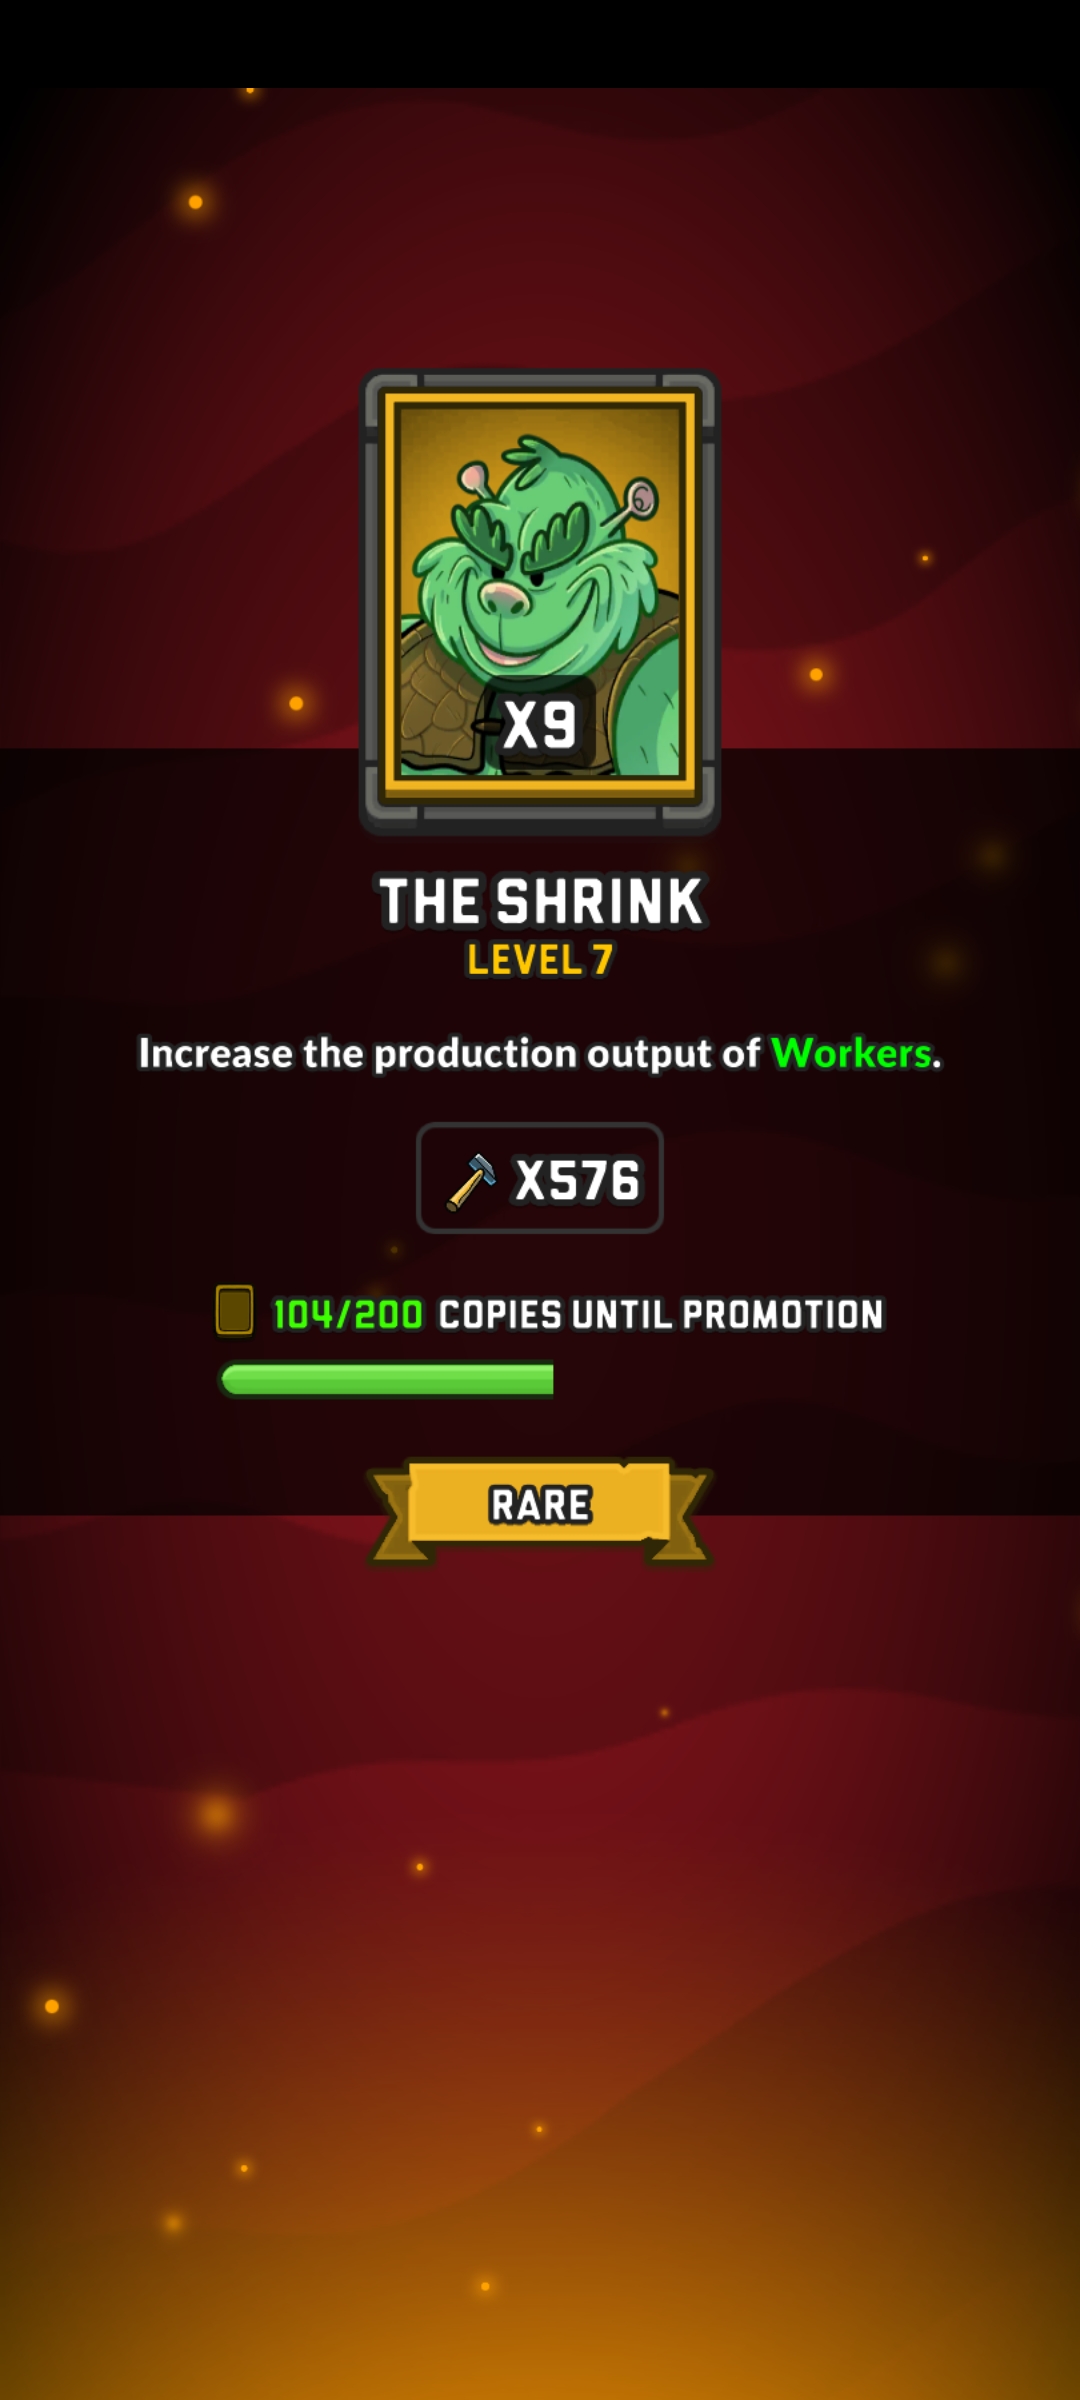 X9
THE SHRINK
LEVEL 7
Increase the production output of Workers.
X576
104/200 COPIES UNTIL PROMOTION
RARE